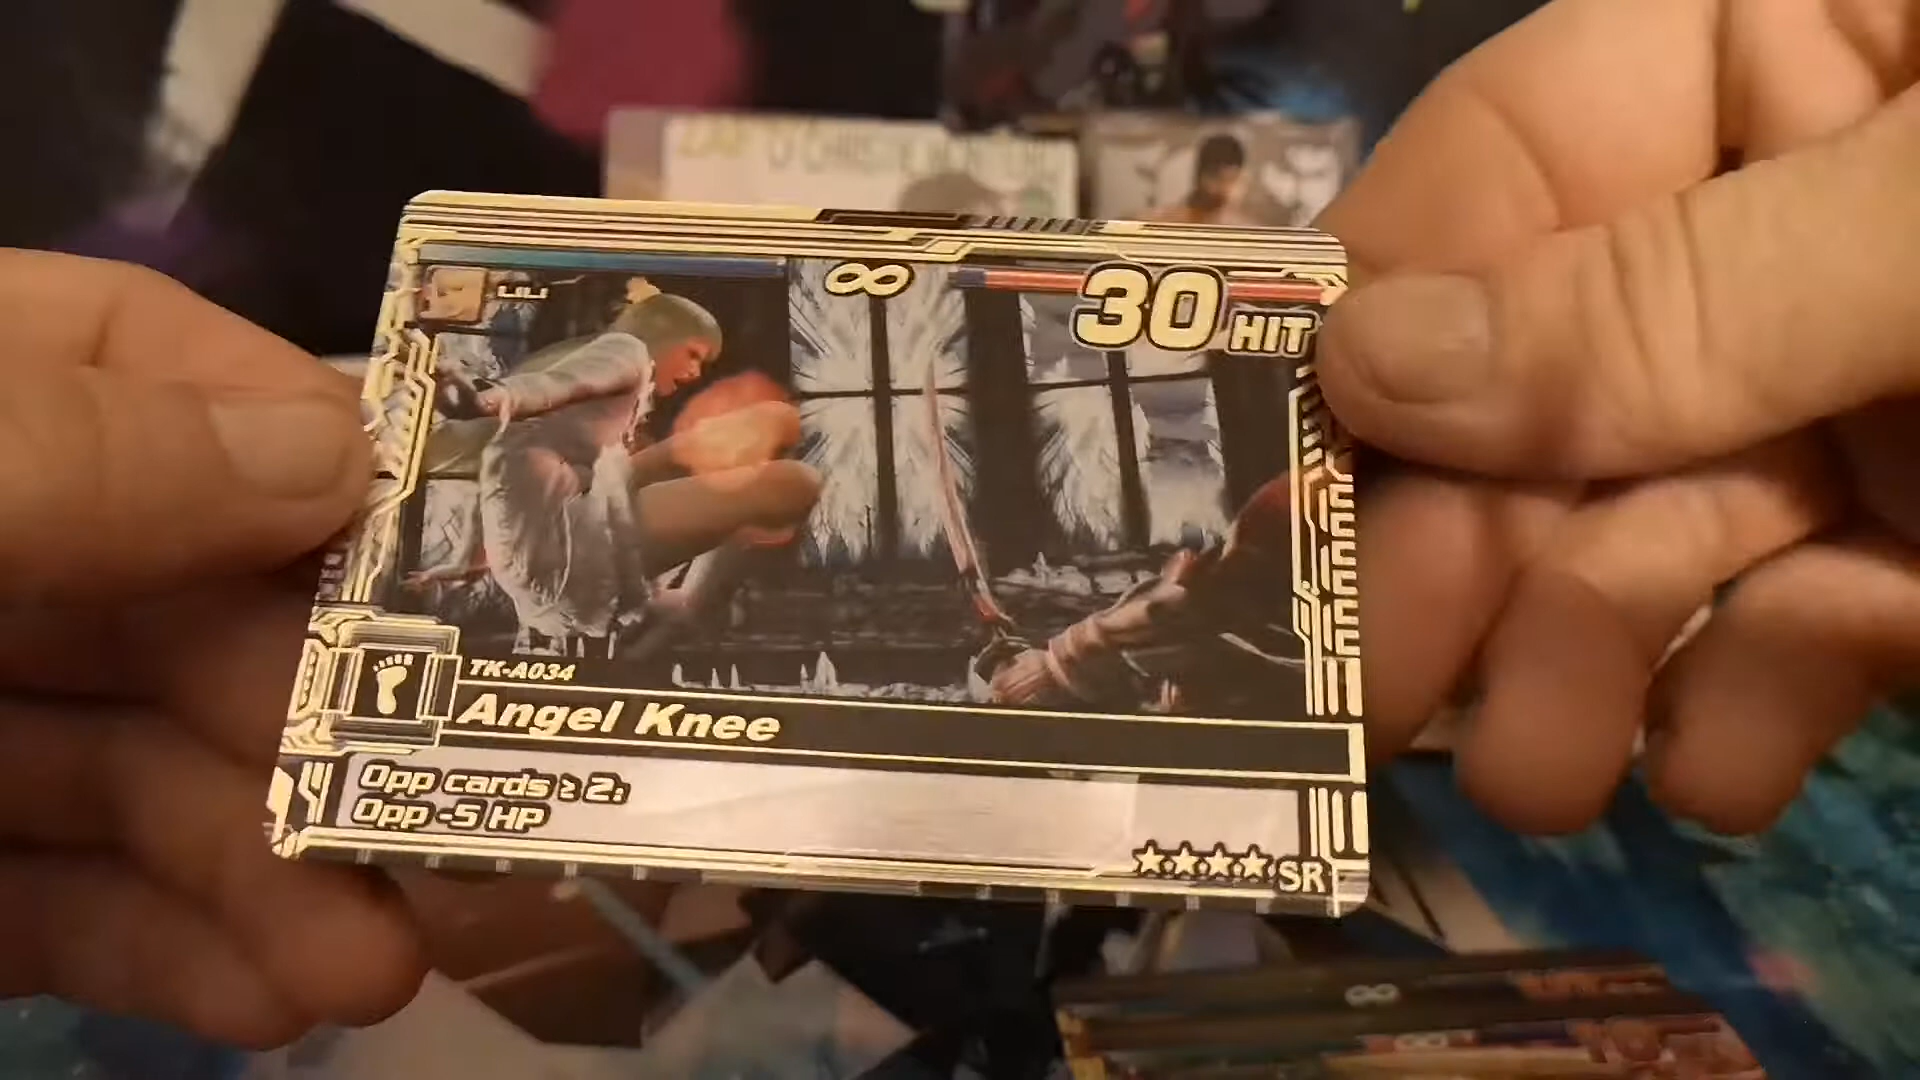 LILI
∞
30 HIT
TK-A034
Angel Knee
Opp cards ≥ 2:
Opp -5 HP
★★★★ SR